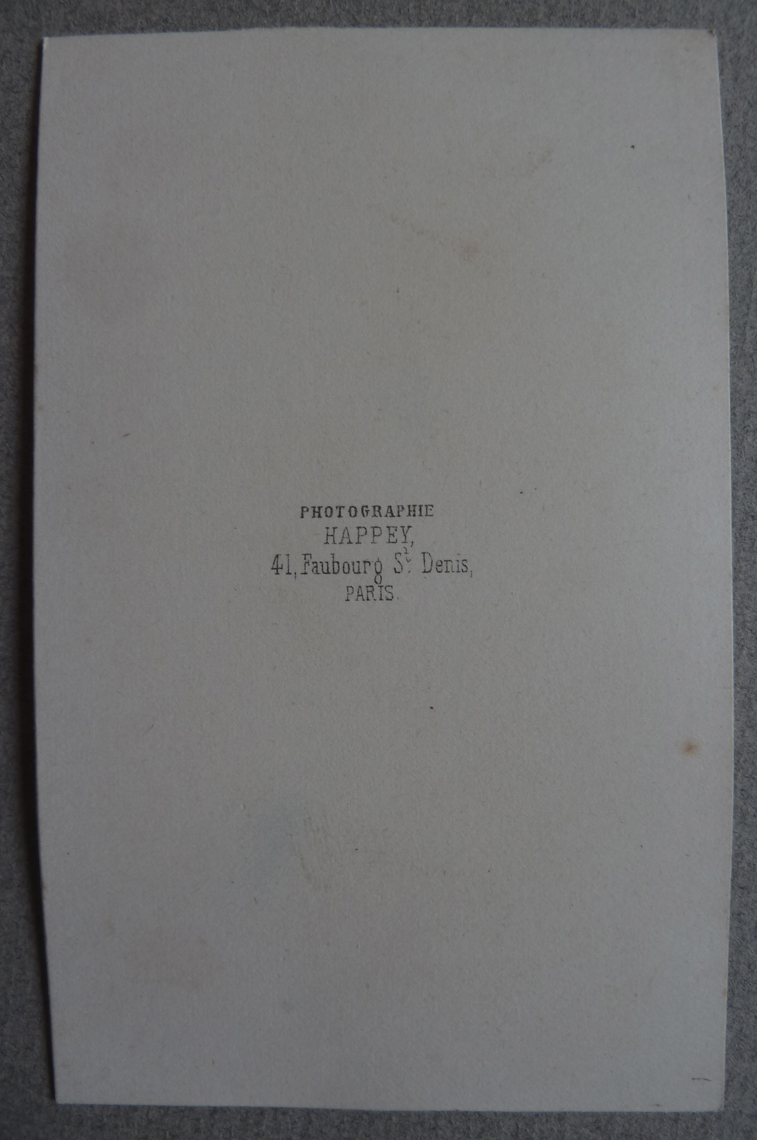 PHOTOGRAPHIE
HAPPEY,
41, Faubourg St. Denis,
PARIS.